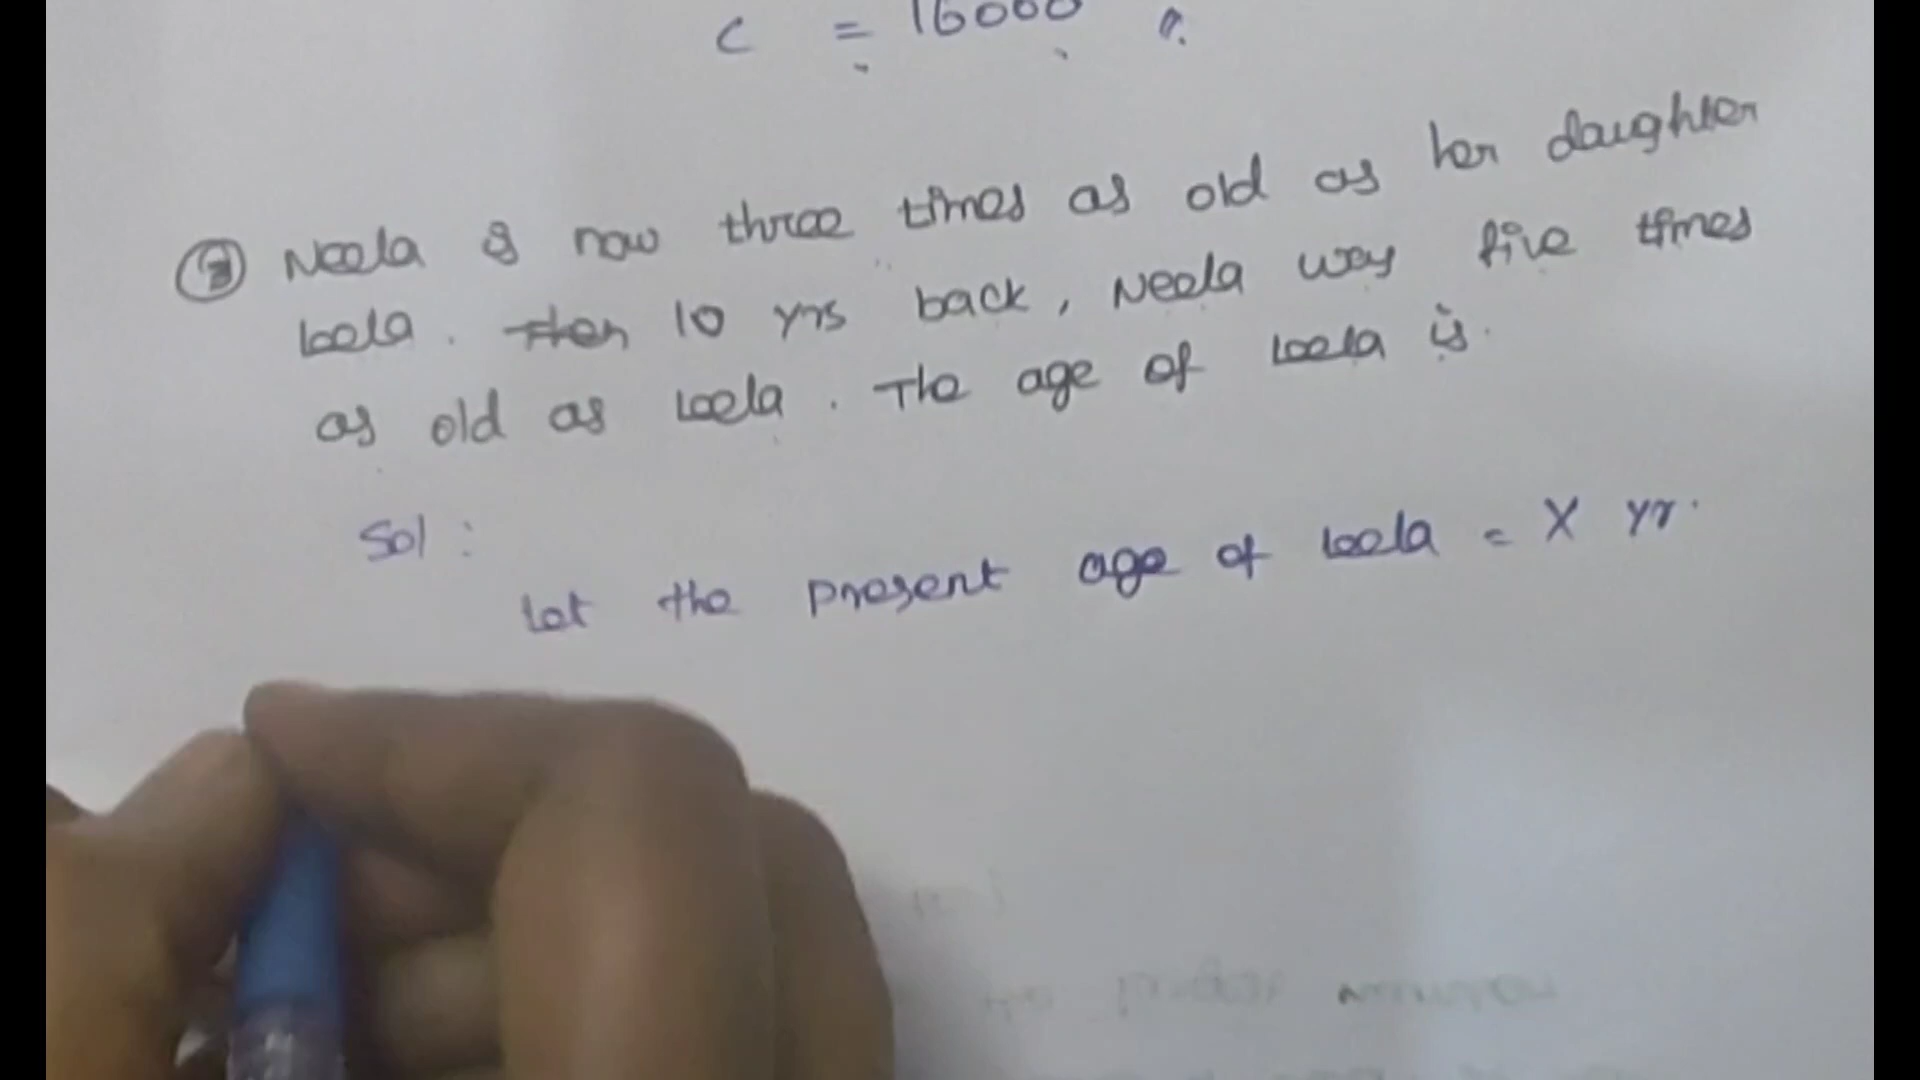 C = 16000
Neela is now three times as old as her daughter
Leela . Then 10 yrs back , Neela was five times
as old as Leela . The age of Leela is
Sol :
Let the present age of Leela = X yr.